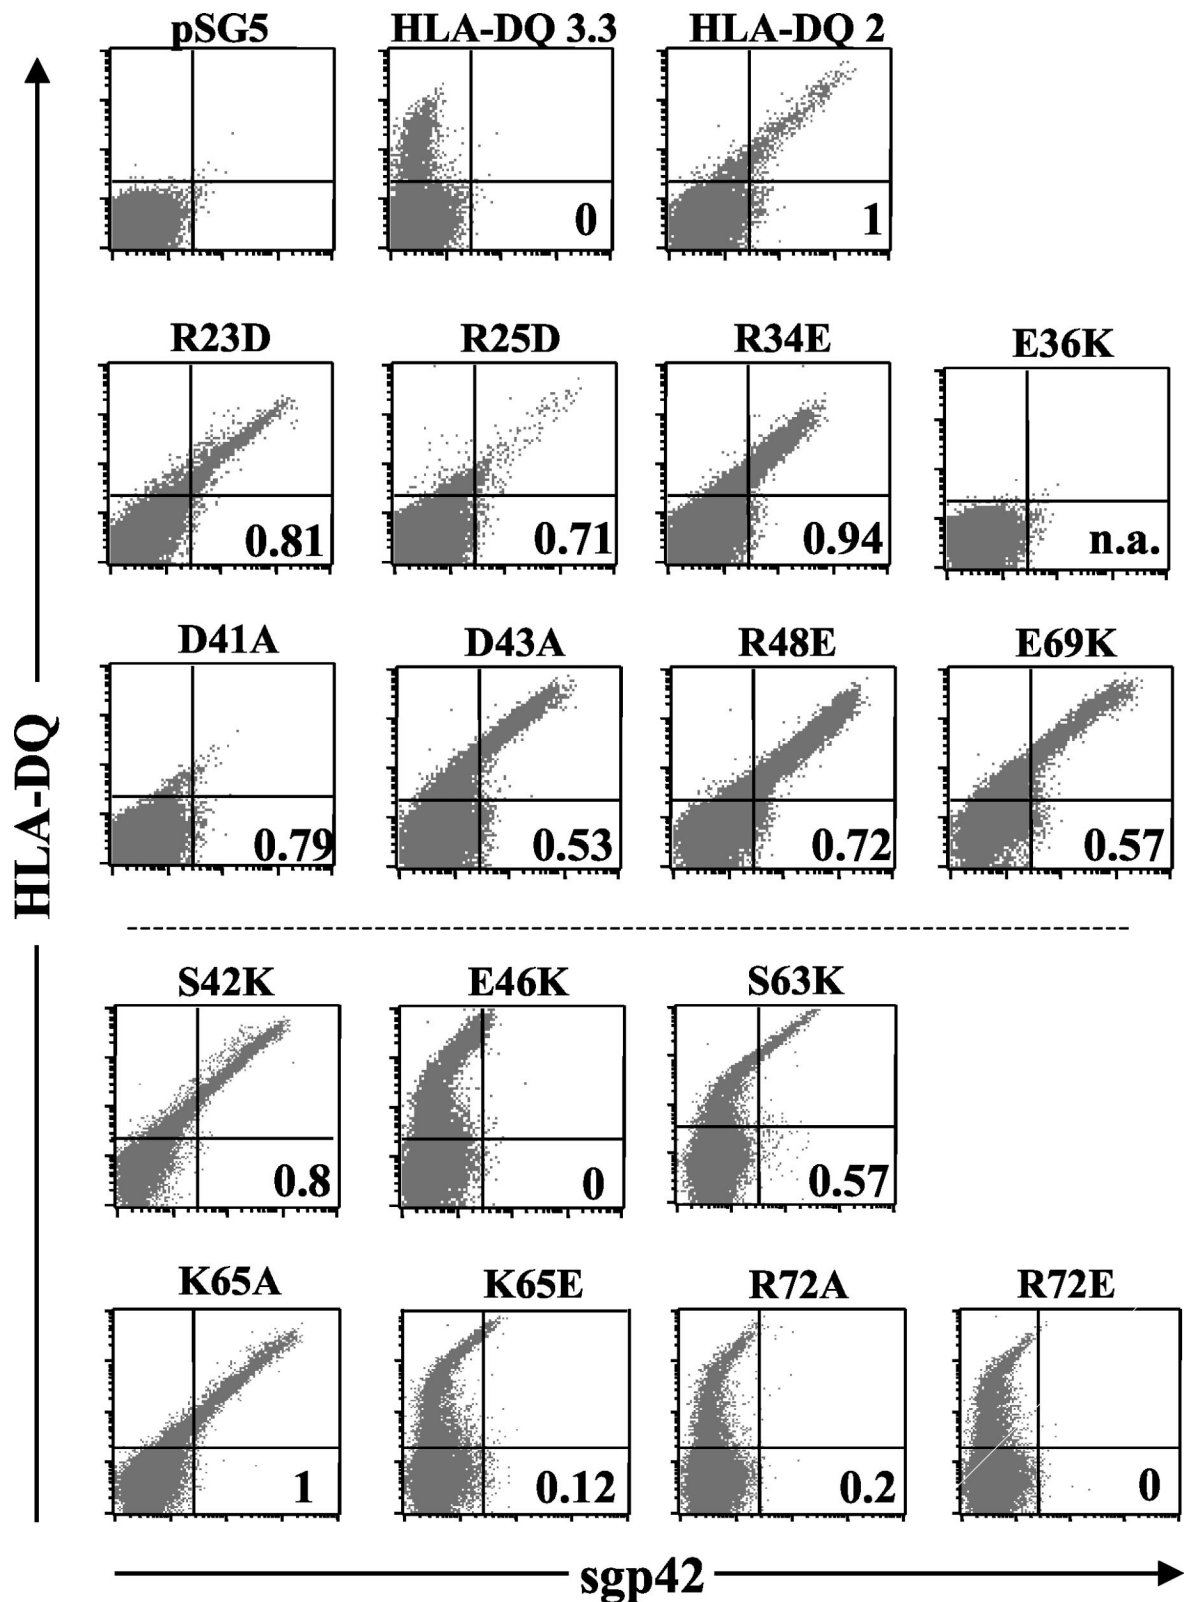 pSG5 HLA-DQ 3.3 HLA-DQ 2
0 1
R23D R25D R34E E36K
0.81 0.71 0.94 n.a.
D41A D43A R48E E69K
0.79 0.53 0.72 0.57
HLA-DQ
S42K E46K S63K
0.8 0 0.57
K65A K65E R72A R72E
1 0.12 0.2 0
sgp42